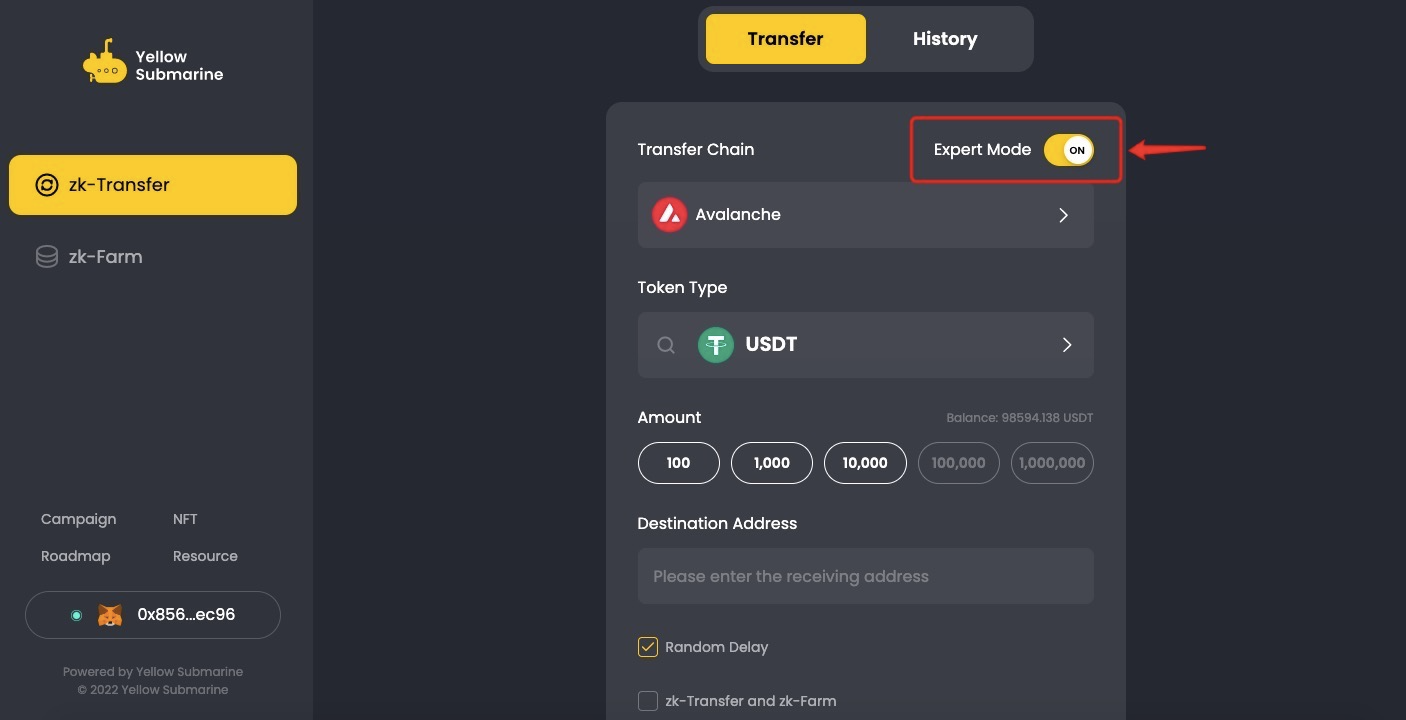 Yellow
Submarine
zk-Transfer
zk-Farm
Campaign NFT
Roadmap Resource
0x856...ec96
Powered by Yellow Submarine
© 2022 Yellow Submarine
Transfer History
Transfer Chain Expert Mode ON
Avalanche
Token Type
USDT
Amount Balance: 98594.138 USDT
100 1,000 10,000 100,000 1,000,000
Destination Address
Please enter the receiving address
Random Delay
zk-Transfer and zk-Farm